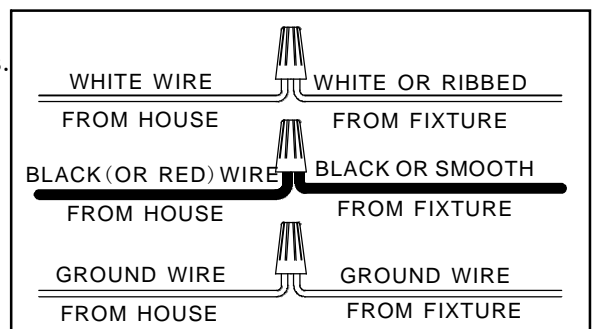 WHITE WIRE WHITE OR RIBBED
FROM HOUSE FROM FIXTURE
BLACK (OR RED) WIRE BLACK OR SMOOTH
FROM HOUSE FROM FIXTURE
GROUND WIRE GROUND WIRE
FROM HOUSE FROM FIXTURE